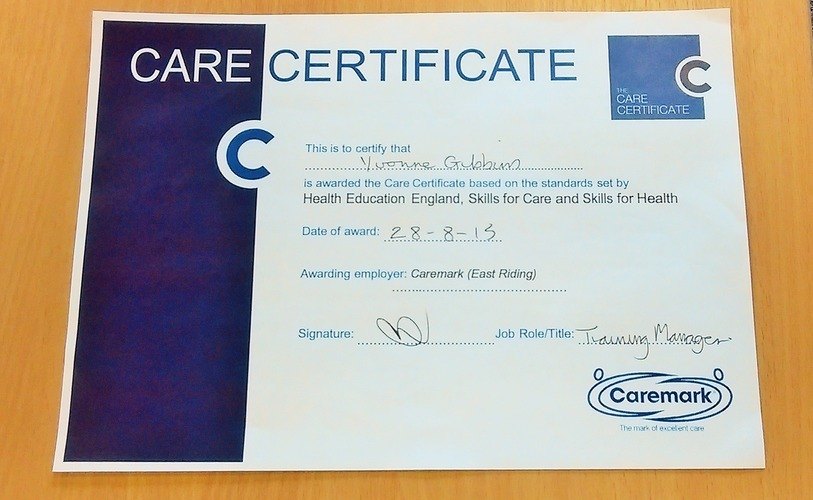 CARE CERTIFICATE
THE
CARE
CERTIFICATE
This is to certify that
Yvonne Gibbins
is awarded the Care Certificate based on the standards set by
Health Education England, Skills for Care and Skills for Health
Date of award: 28-8-15
Awarding employer: Caremark (East Riding)
Signature: Job Role/Title: Training Manager
Caremark
The mark of excellent care